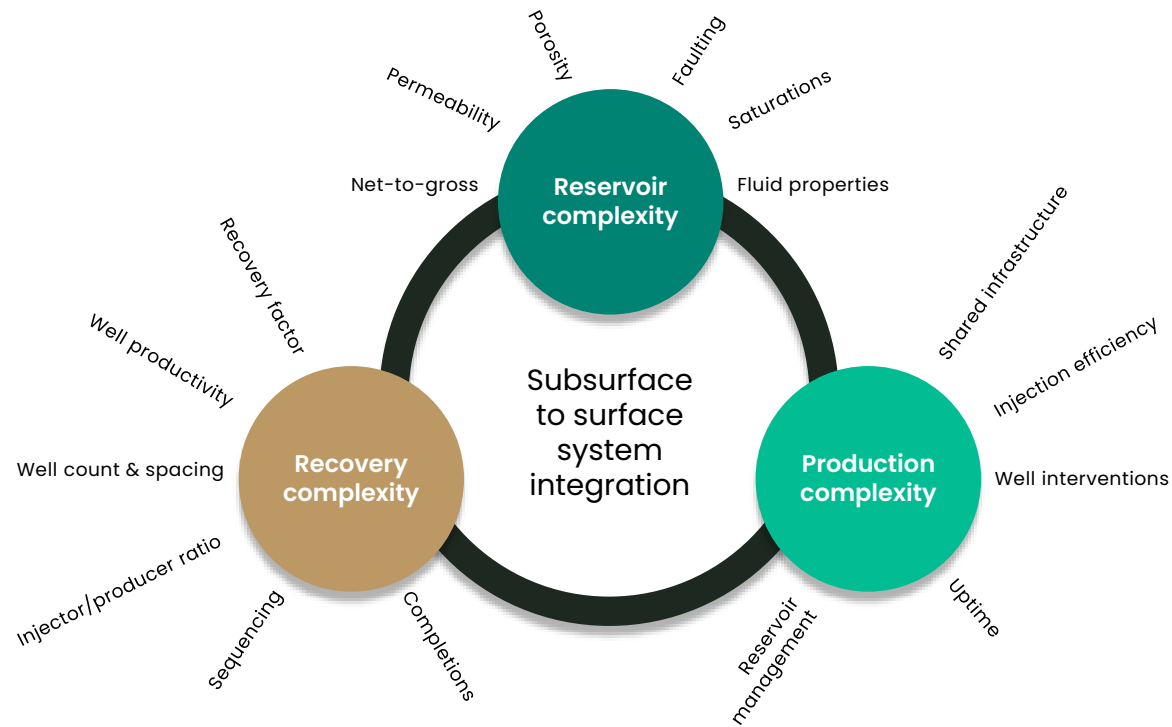 Porosity
Faulting
Permeability
Saturations
Net-to-gross
Reservoir
complexity
Fluid properties
Recovery factor
Shared infrastructure
Well productivity
Injection efficiency
Subsurface
to surface
system
integration
Well count & spacing
Recovery
complexity
Production
complexity
Well interventions
Injector/producer ratio
Sequencing
Completions
Reservoir
management
Uptime